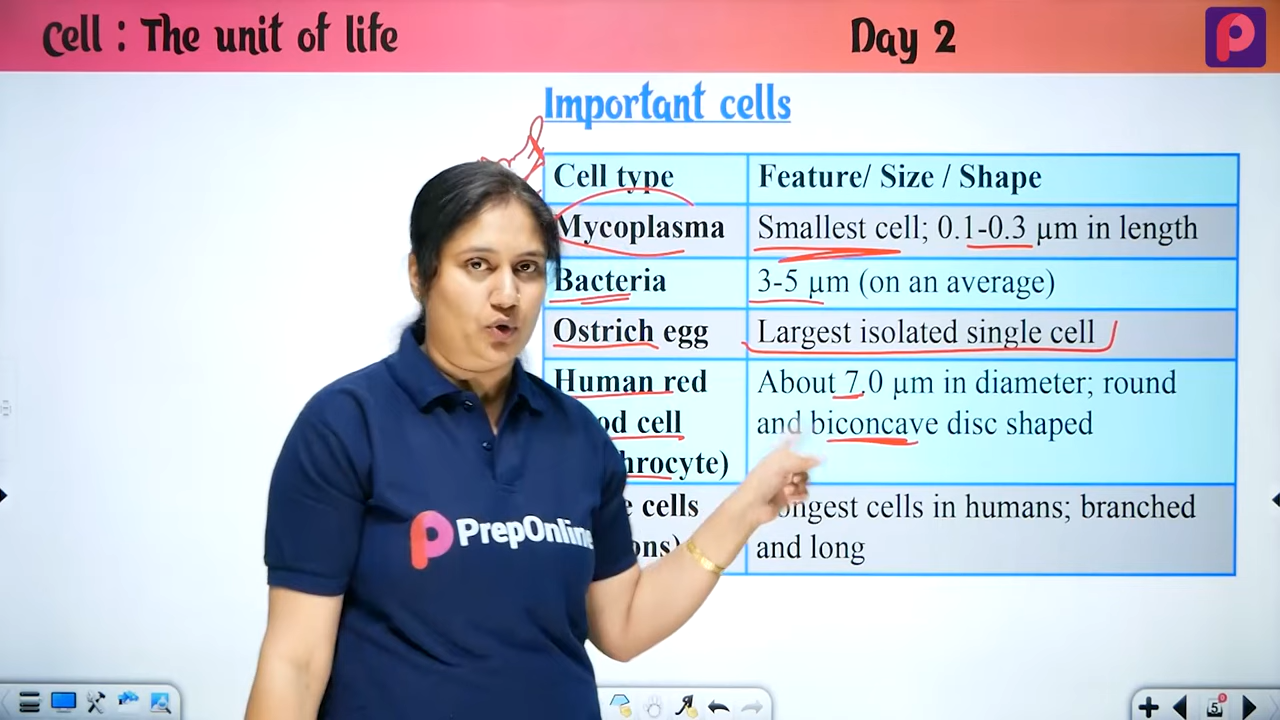 Cell : The unit of life
Day 2
Important cells
Cell type
Feature/ Size / Shape
Mycoplasma
Smallest cell; 0.1-0.3 µm in length
Bacteria
3-5 µm (on an average)
Ostrich egg
Largest isolated single cell
Human red
cell
About 7.0 µm in diameter; round
and biconcave disc shaped
cells
cells in humans; branched
and long
PrepOnline
5